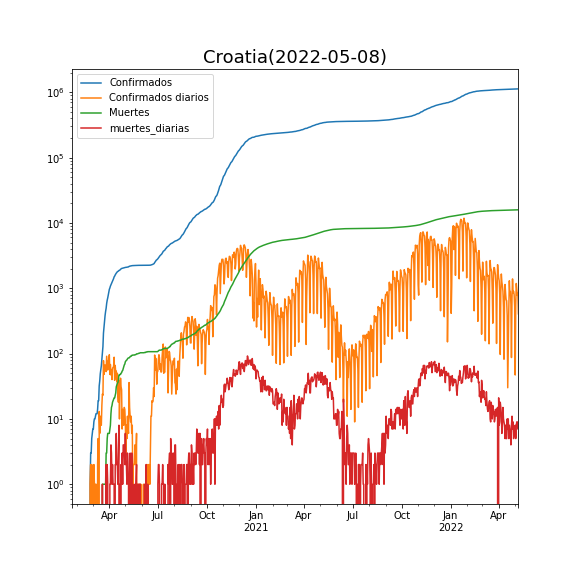 Croatia(2022-05-08)
Confirmados
Confirmados diarios
Muertes
muertes_diarias
10⁶
10⁵
10⁴
10³
10²
10¹
10⁰
Apr Jul Oct Jan Apr Jul Oct Jan Apr
2021 2022